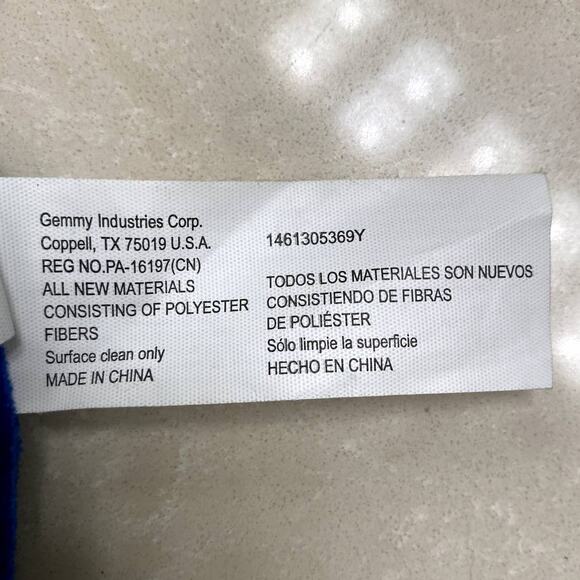 Gemmy Industries Corp.
Coppell, TX 75019 U.S.A.
REG NO.PA-16197(CN)
ALL NEW MATERIALS
CONSISTING OF POLYESTER
FIBERS
Surface clean only
MADE IN CHINA
1461305369Y
TODOS LOS MATERIALES SON NUEVOS
CONSISTIENDO DE FIBRAS
DE POLIÉSTER
Sólo limpie la superficie
HECHO EN CHINA